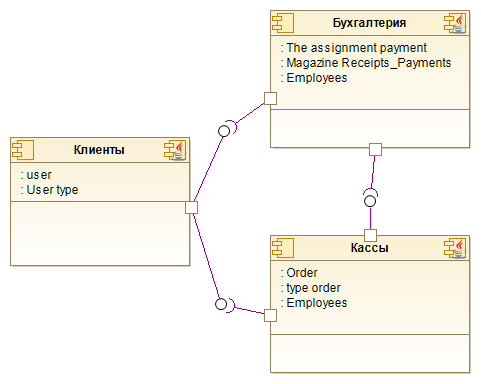 Бухгалтерия
: The assignment payment
: Magazine Receipts_Payments
: Employees
Клиенты
: user
: User type
Кассы
: Order
: type order
: Employees